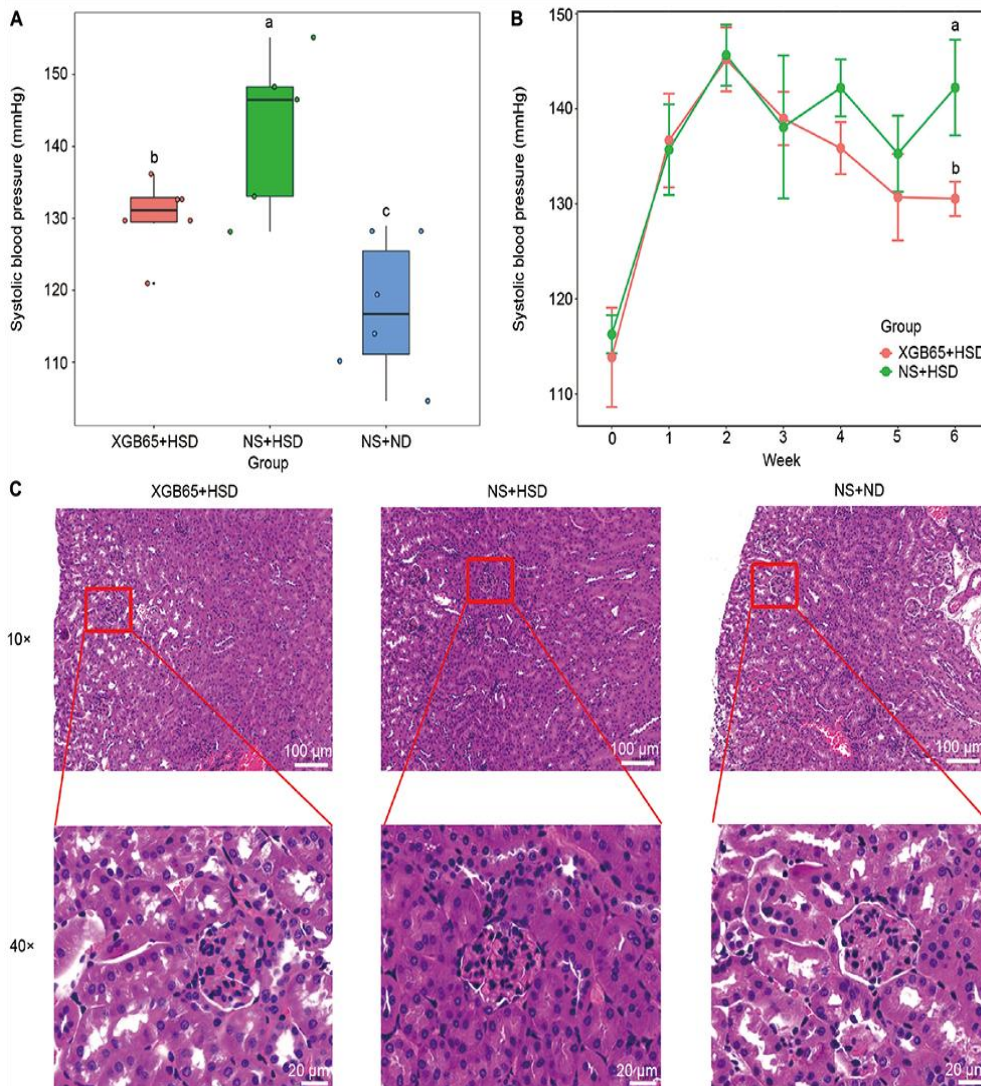 A
Systolic blood pressure (mmHg)
150
140
130
120
110
b
a
c
XGB65+HSD
NS+HSD
NS+ND
Group
B
Systolic blood pressure (mmHg)
150
140
130
120
110
a
b
Group
XGB65+HSD
NS+HSD
0
1
2
3
4
5
6
Week
C
XGB65+HSD
NS+HSD
NS+ND
10×
100 µm
100 µm
100 µm
40×
20 µm
20 µm
20 µm